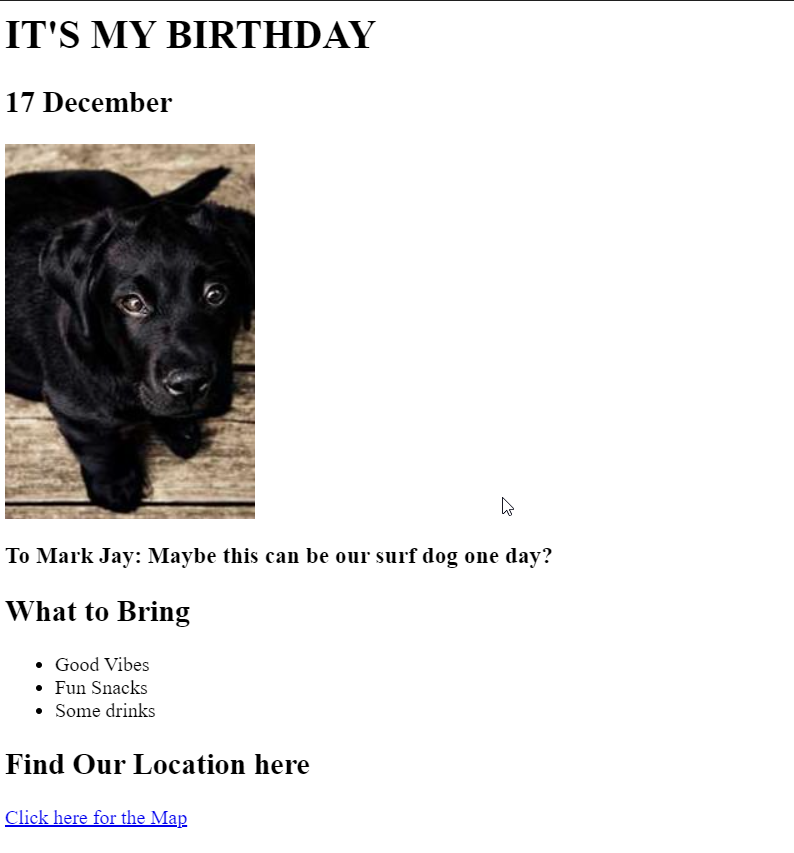 IT'S MY BIRTHDAY
17 December
To Mark Jay: Maybe this can be our surf dog one day?
What to Bring
Good Vibes
Fun Snacks
Some drinks
Find Our Location here
Click here for the Map